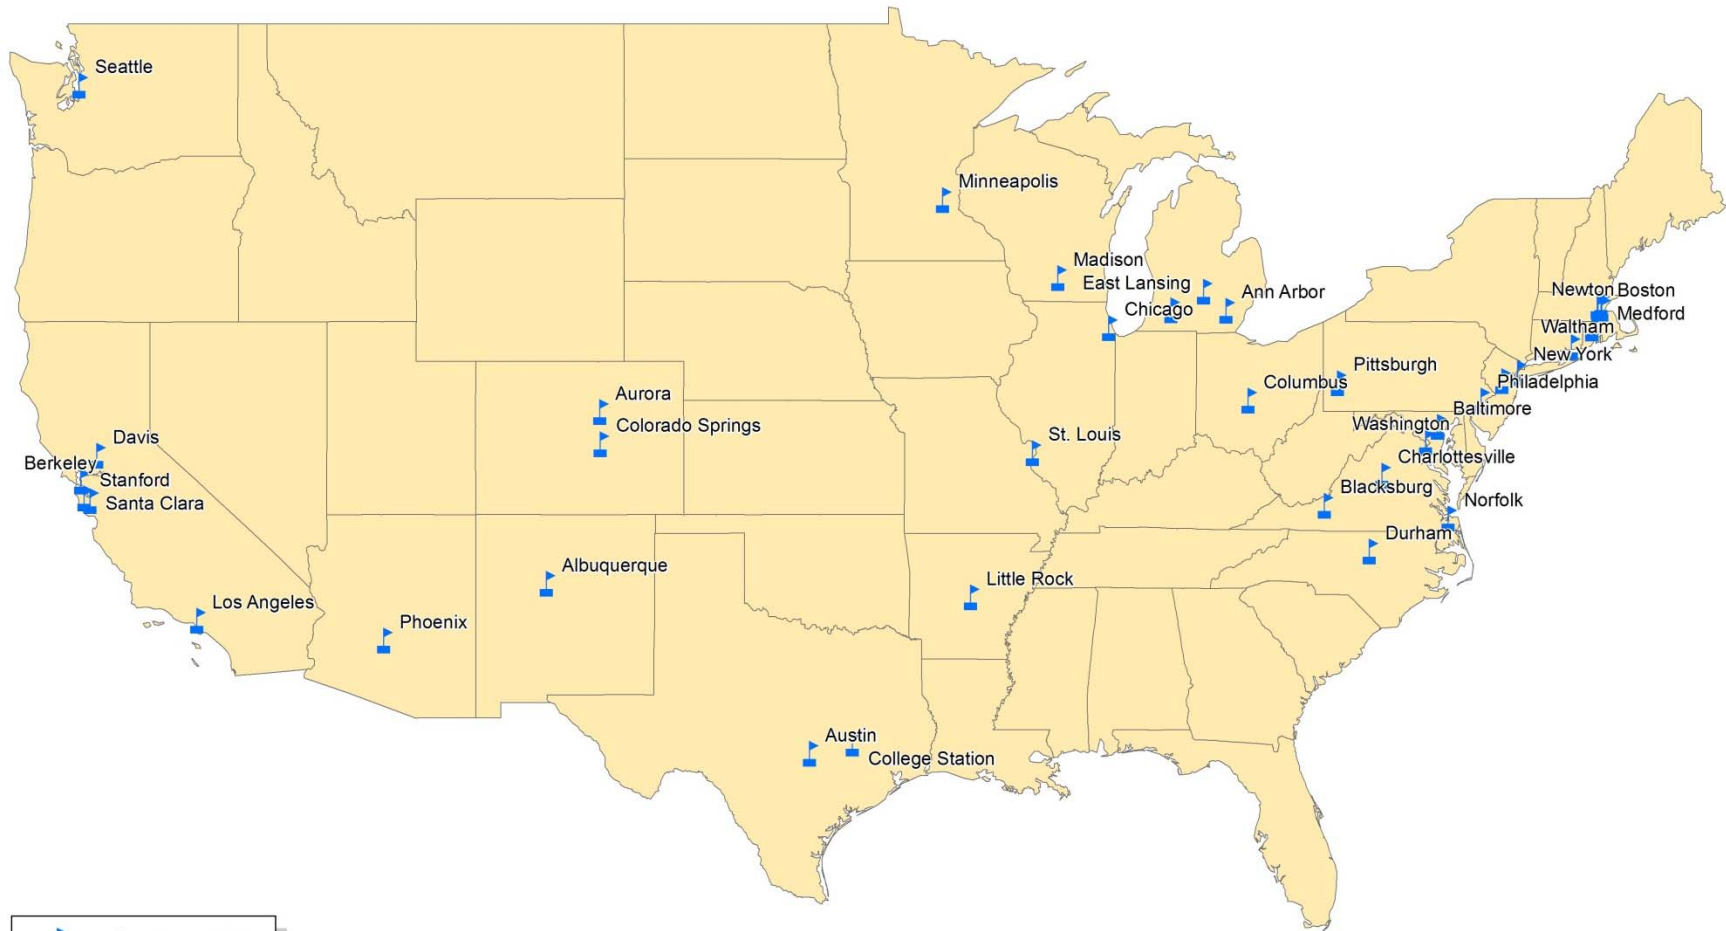 Seattle
Minneapolis
Madison
East Lansing
Ann Arbor
Chicago
Newton
Boston
Medford
Waltham
New York
Pittsburgh
Columbus
Philadelphia
Baltimore
Washington
Charlottesville
Blacksburg
Norfolk
Durham
Aurora
Colorado Springs
St. Louis
Davis
Berkeley
Stanford
Santa Clara
Albuquerque
Little Rock
Los Angeles
Phoenix
Austin
College Station